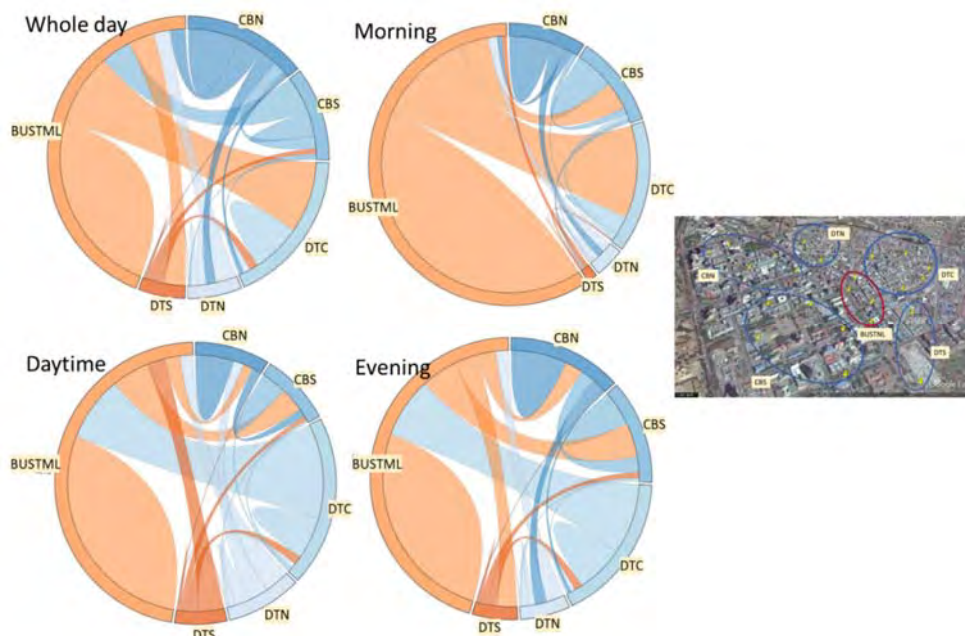 Whole day
CBN
CBS
BUSTML
DTC
DTS
DTN
Morning
CBN
CBS
DTC
BUSTML
DTN
DTS
DTN
CBN
DTC
BUSTNL
DTS
CBS
Daytime
CBN
CBS
BUSTML
DTC
DTN
DTS
Evening
CBN
CBS
BUSTML
DTC
DTN
DTS